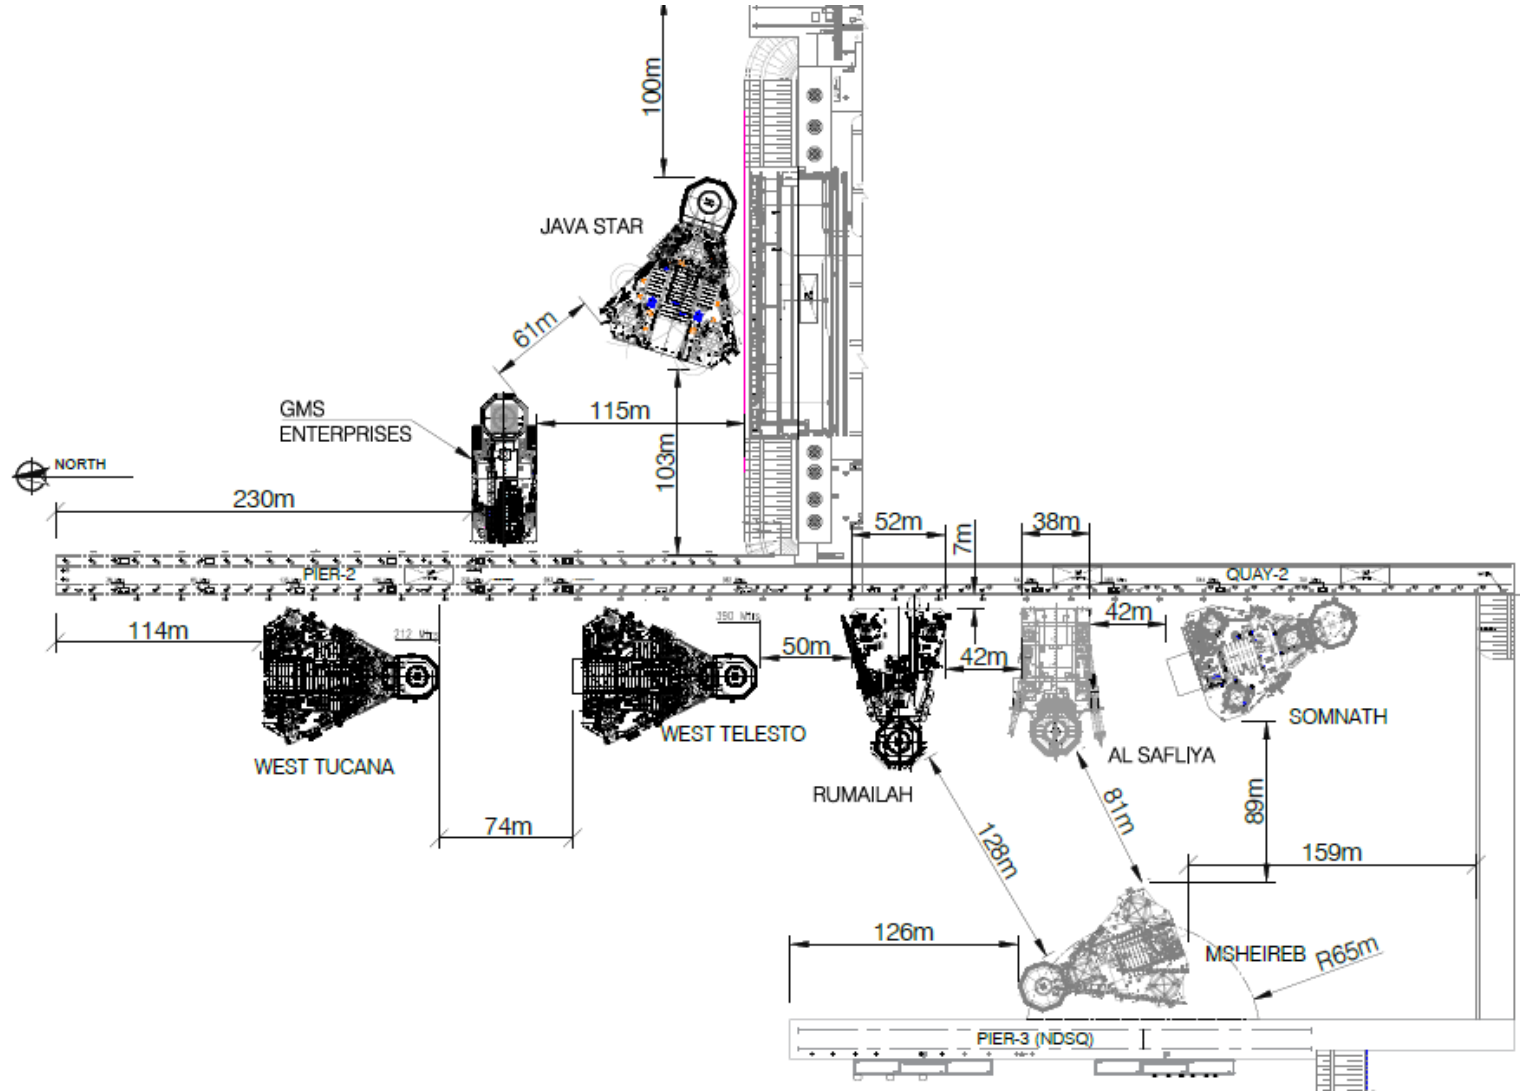 100m
JAVA STAR
61m
GMS
ENTERPRISES
115m
103m
NORTH
230m
52m
7m
38m
PIER-2
QUAY-2
114m
212 Mtrs
390 Mtrs
50m
42m
42m
WEST TUCANA
WEST TELESTO
RUMAILAH
AL SAFLIYA
SOMNATH
74m
128m
81m
89m
159m
126m
MSHEIREB
R65m
PIER-3 (NDSQ)